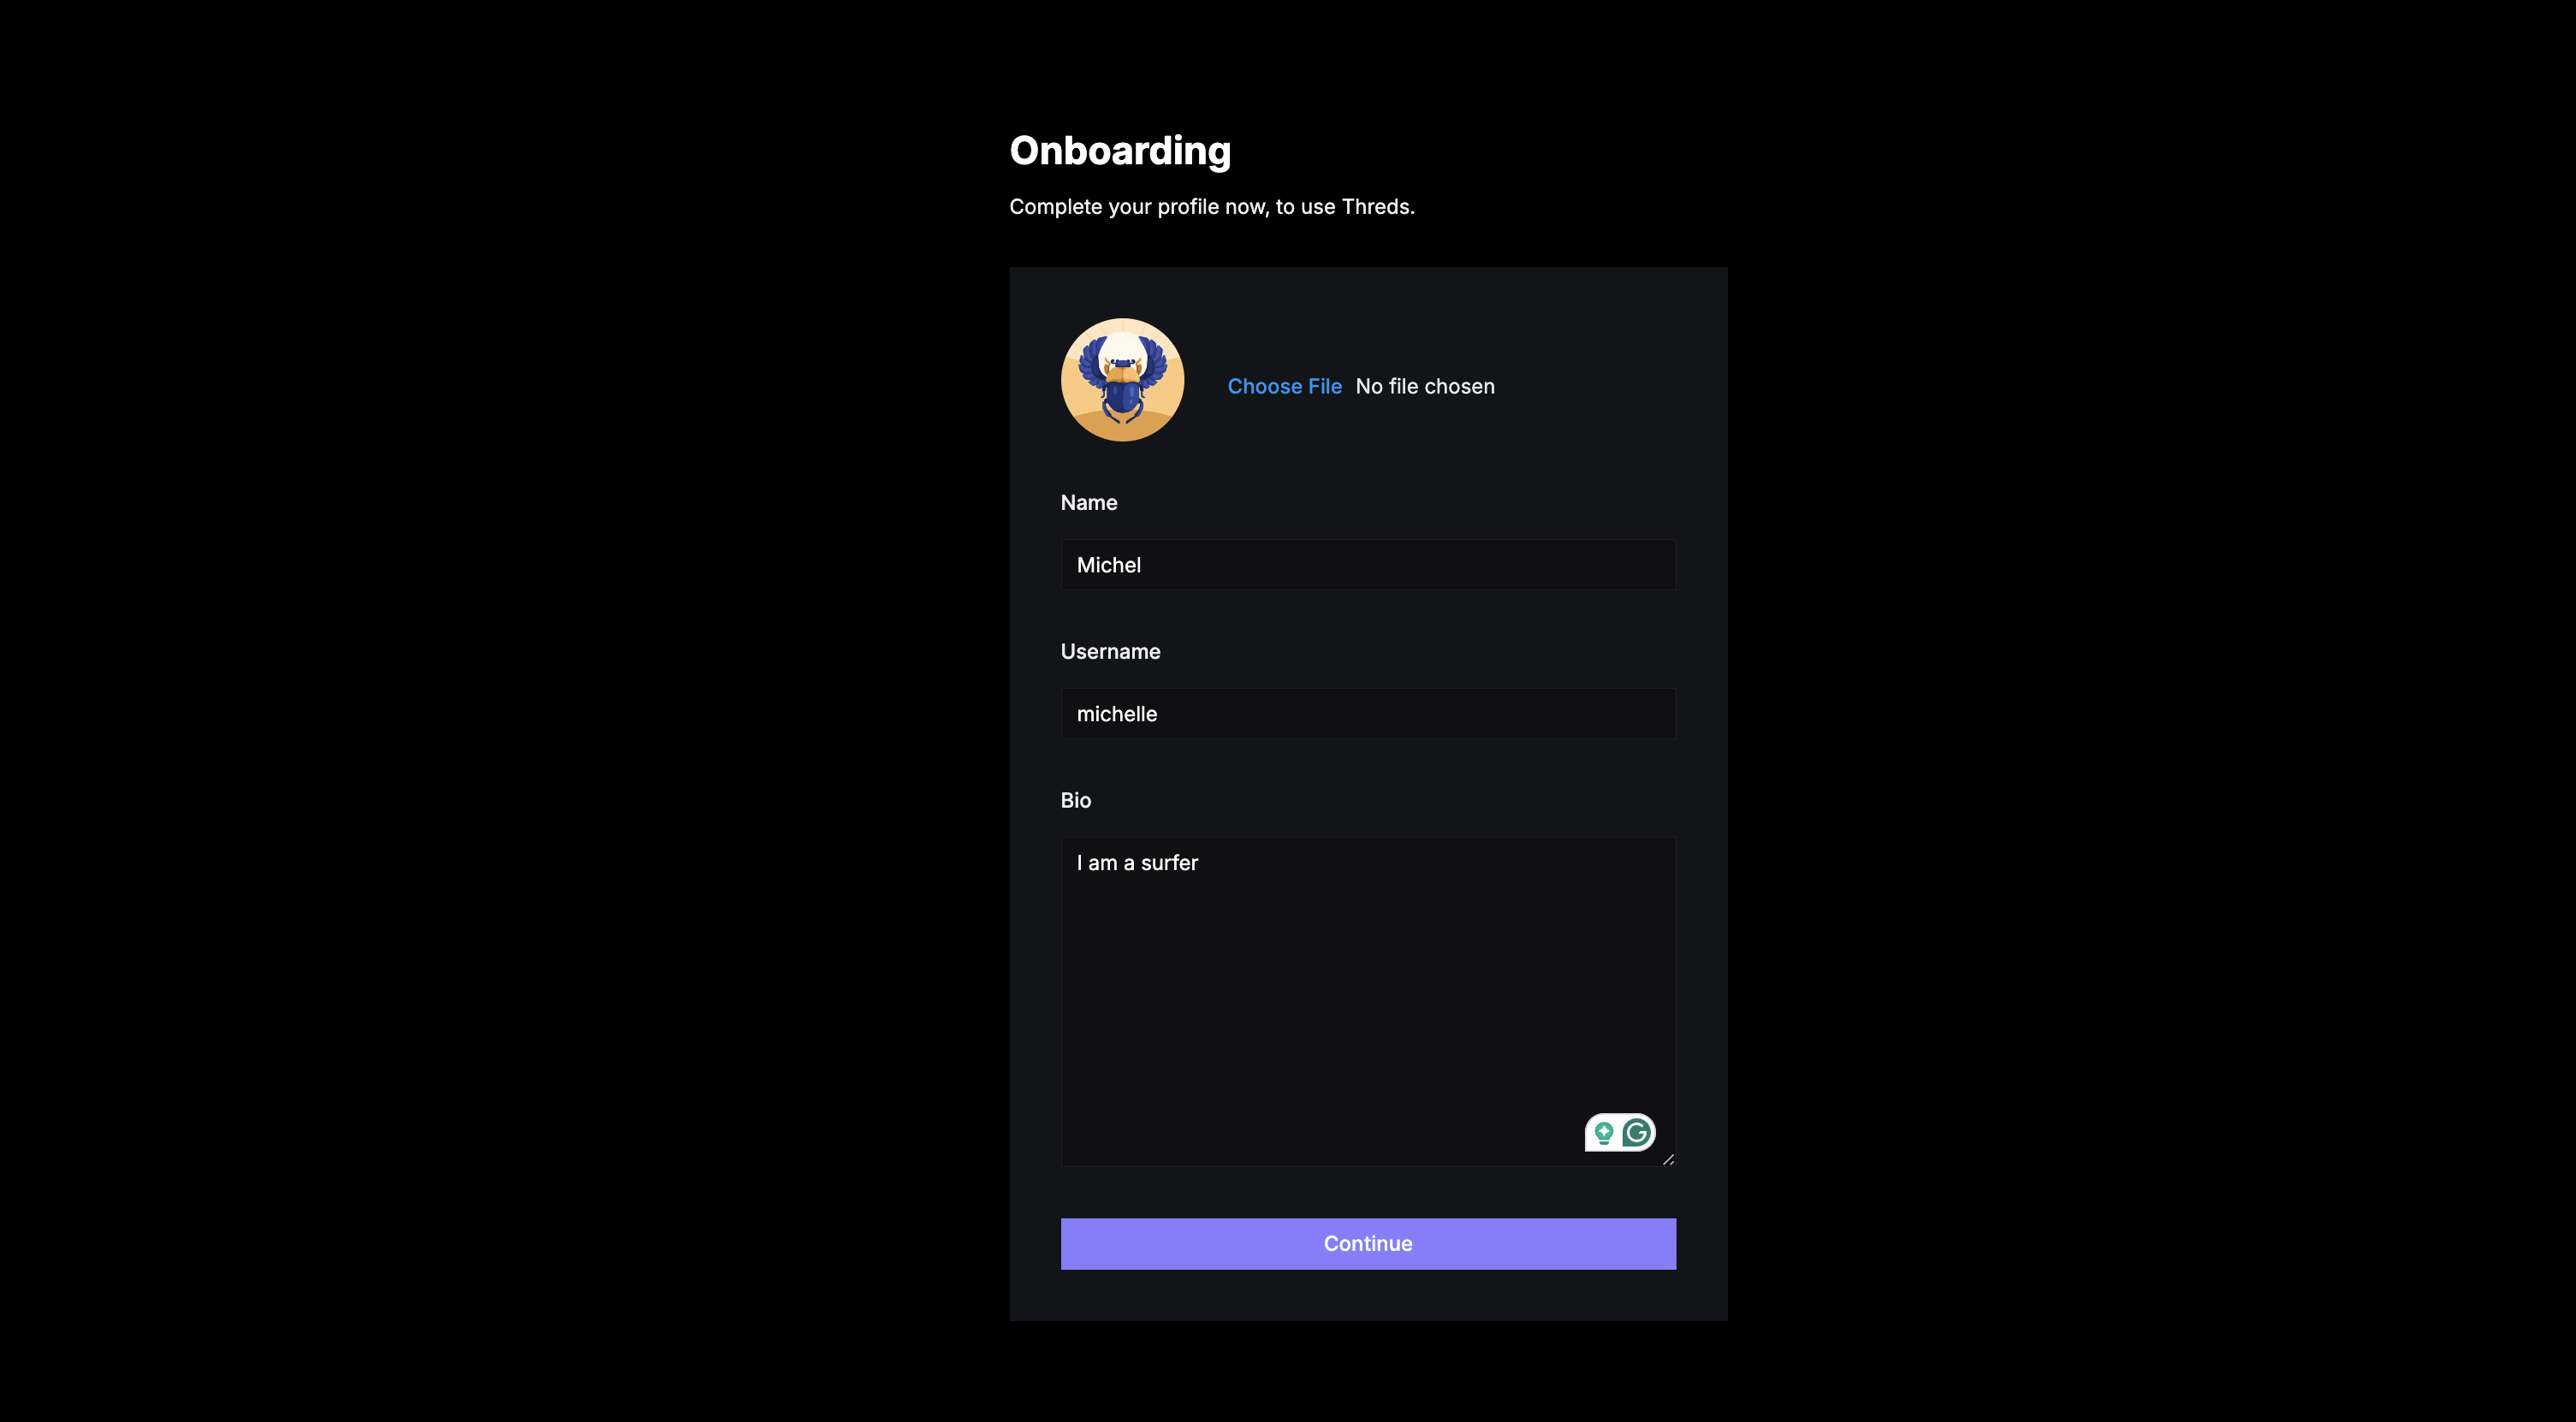 Onboarding
Complete your profile now, to use Threds.
Choose File No file chosen
Name
Michel
Username
michelle
Bio
I am a surfer
Continue